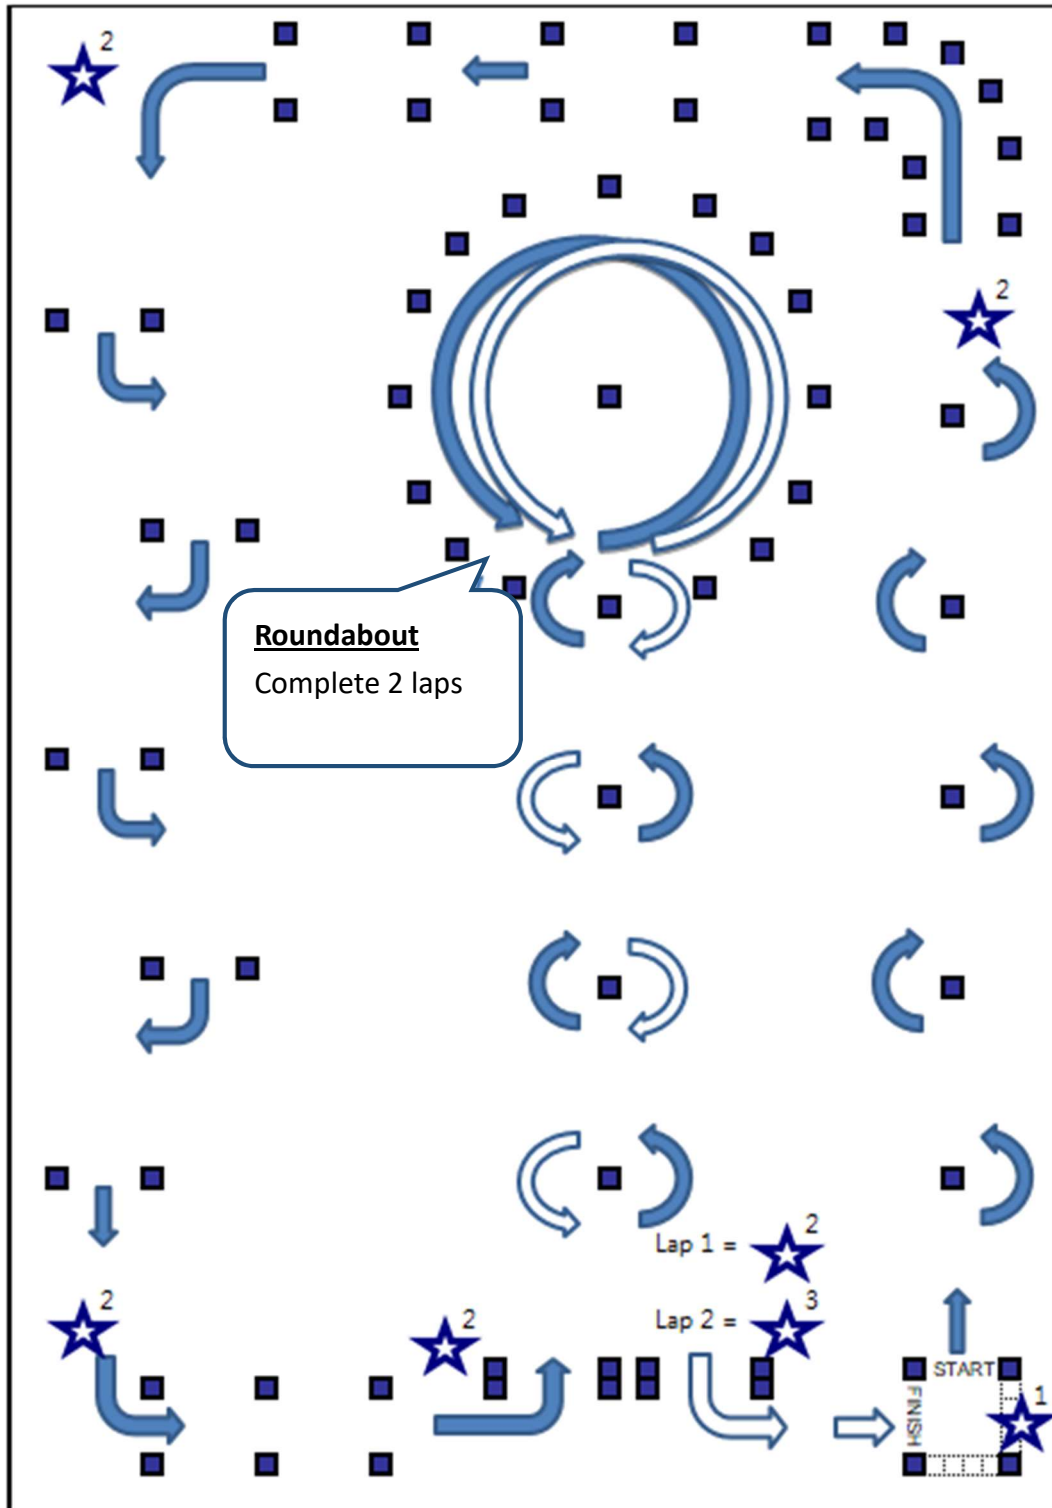 2
2
Roundabout
Complete 2 laps
Lap 1 = 2
Lap 2 = 3
2
2
START
FINISH
1